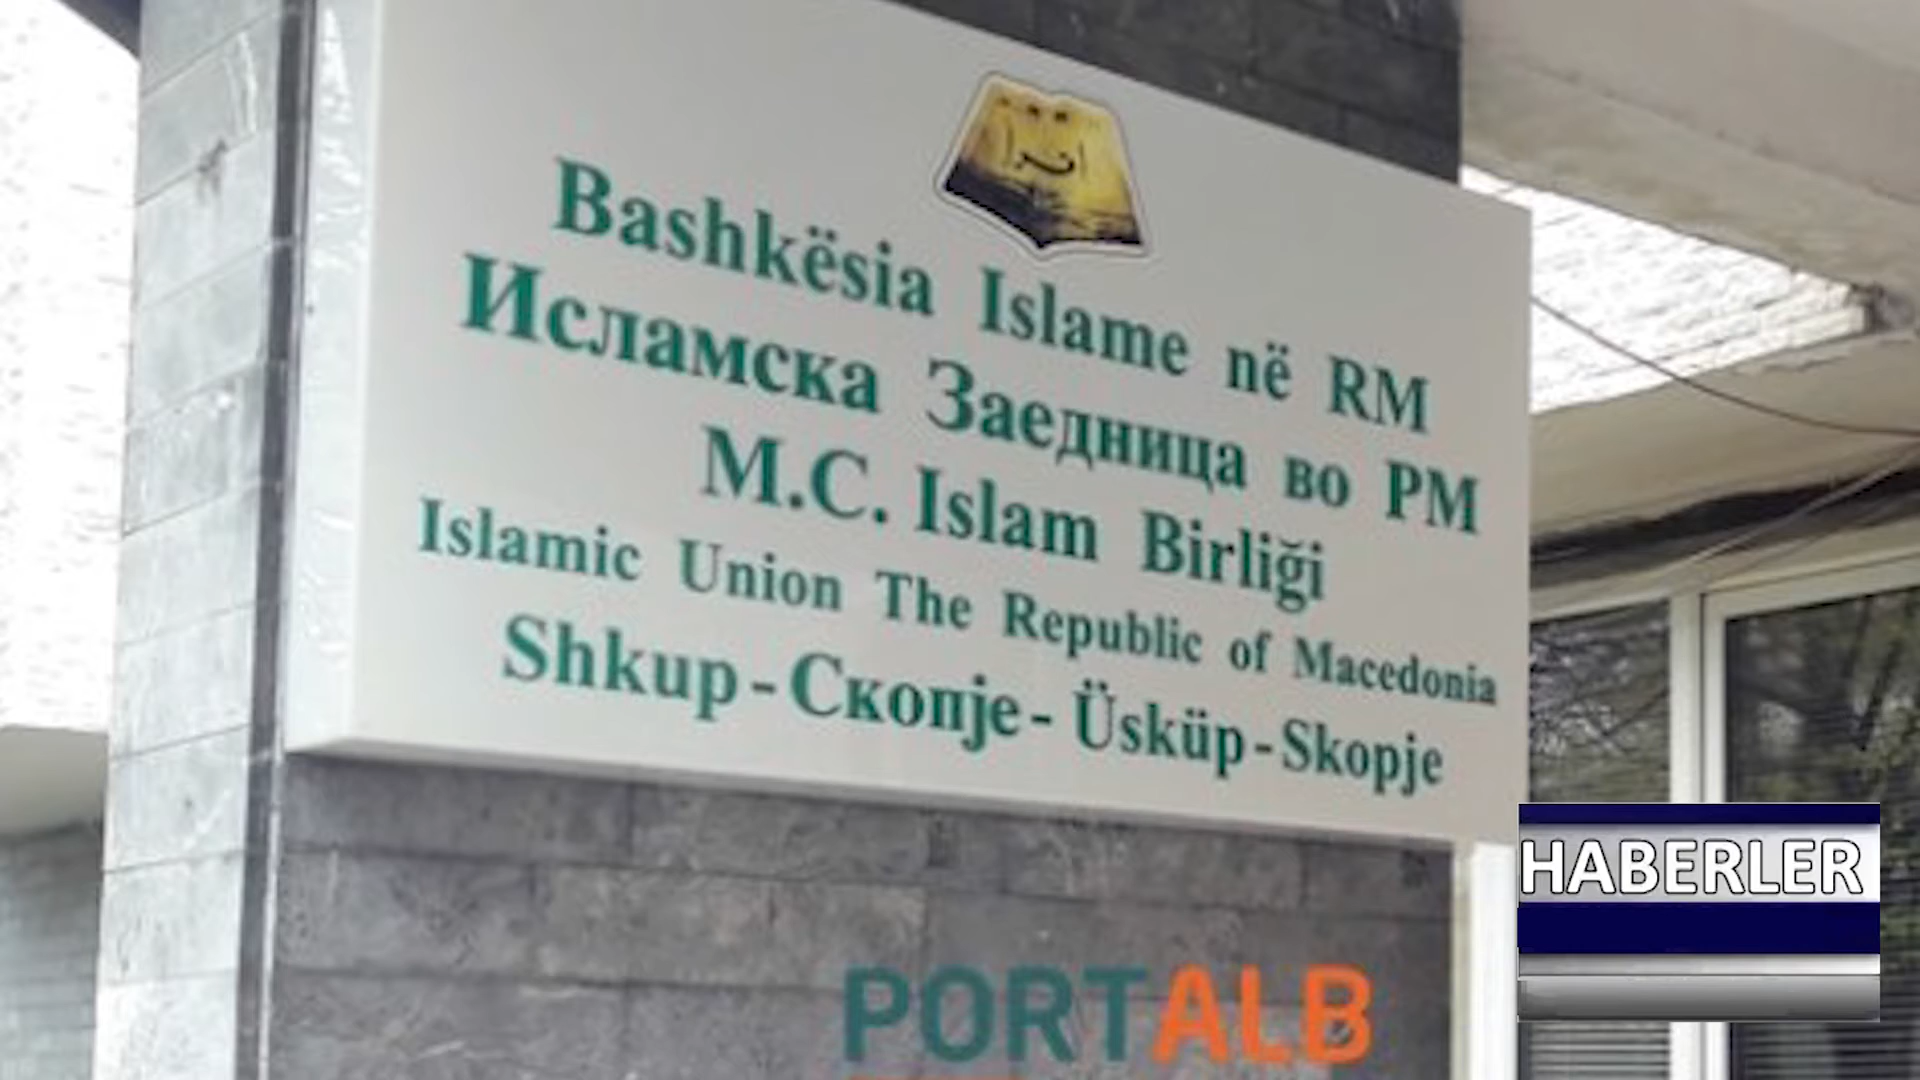 Bashkësia Islame në RM
Исламска Заедница во РМ
M.C. Islam Birliği
Islamic Union The Republic of Macedonia
Shkup - Скопје - Üsküp - Skopje
HABERLER
PORTALB